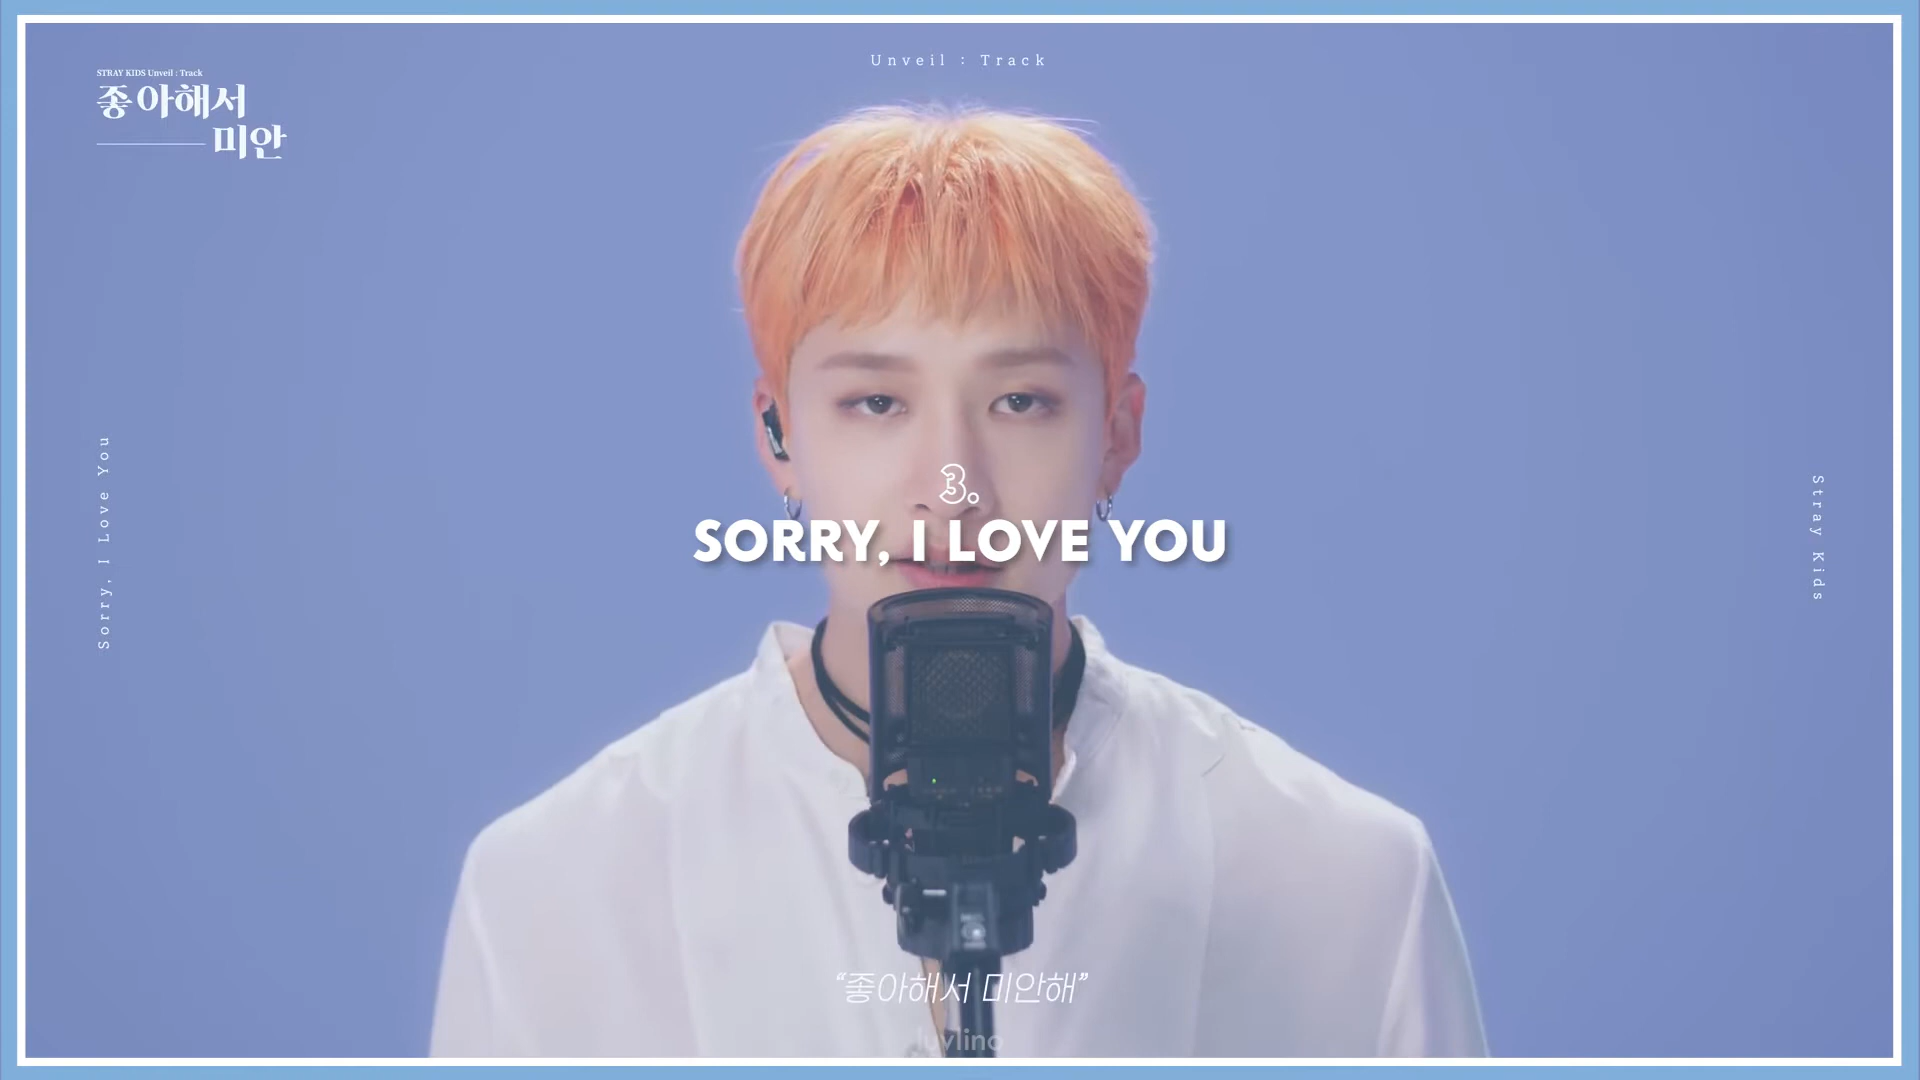 Unveil : Track
STRAY KIDS Unveil : Track
좋아해서
미안
Sorry, I Love You
Stray Kids
3.
SORRY, I LOVE YOU
“좋아해서 미안해”
luvlino